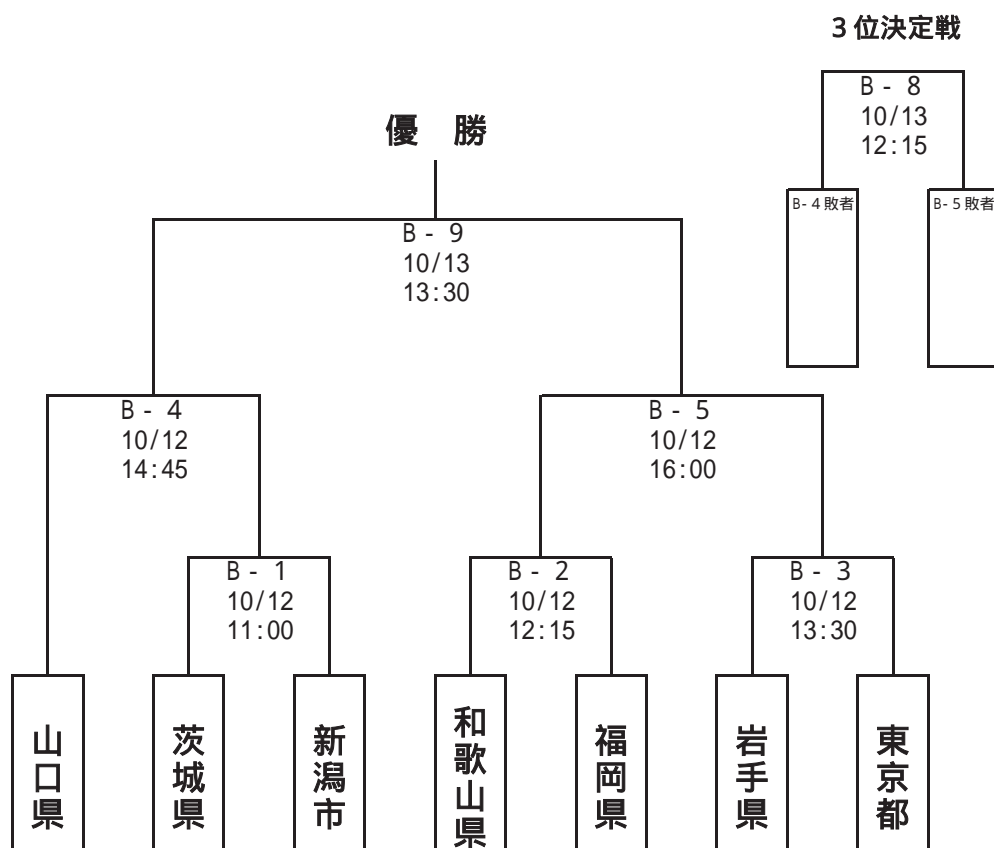 3位決定戦
B - 8
10/13
12:15
優 勝
B-4敗者
B-5敗者
B - 9
10/13
13:30
B - 4
10/12
14:45
B - 5
10/12
16:00
B - 1
10/12
11:00
B - 2
10/12
12:15
B - 3
10/12
13:30
山口県
茨城県
新潟市
和歌山県
福岡県
岩手県
東京都